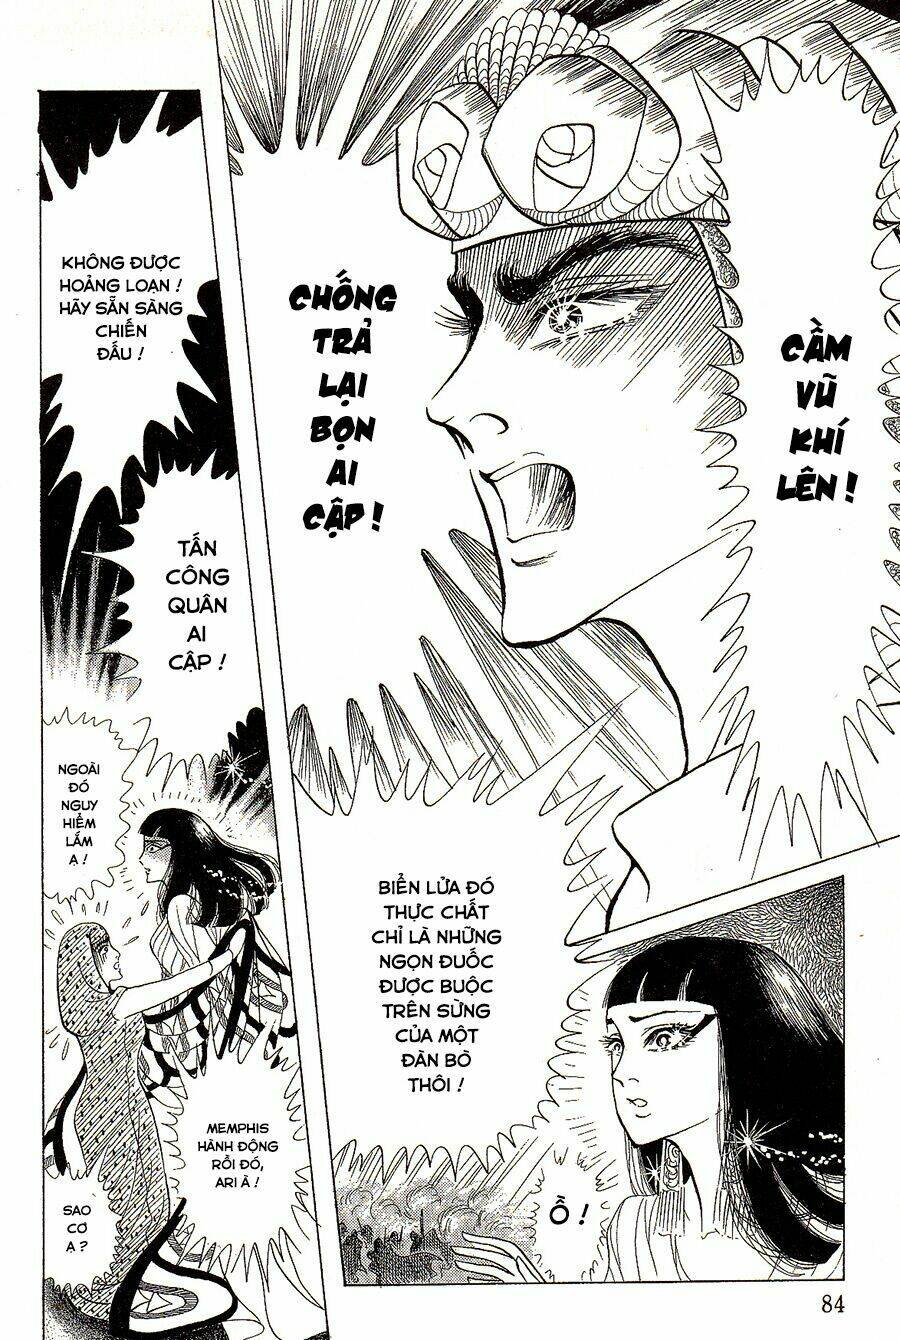 CẦM
VŨ
KHÍ
LÊN !
CHỐNG
TRẢ
LẠI
BỌN
AI
CẬP !
BIỂN LỬA ĐÓ
THỰC CHẤT
CHỈ LÀ NHỮNG
NGỌN ĐUỐC
ĐƯỢC BUỘC
TRÊN SỪNG
CỦA MỘT
ĐÀN BÒ
THÔI !
Ồ !
KHÔNG ĐƯỢC
HOẢNG LOẠN !
HÃY SẴN SÀNG
CHIẾN
ĐẤU !
TẤN
CÔNG
QUÂN
AI
CẬP !
NGOÀI
ĐÓ
NGUY
HIỂM
LẮM
Ạ !
MEMPHIS
HÀNH ĐỘNG
RỒI ĐÓ,
ARI À !
SAO
CƠ
Ạ ?
84